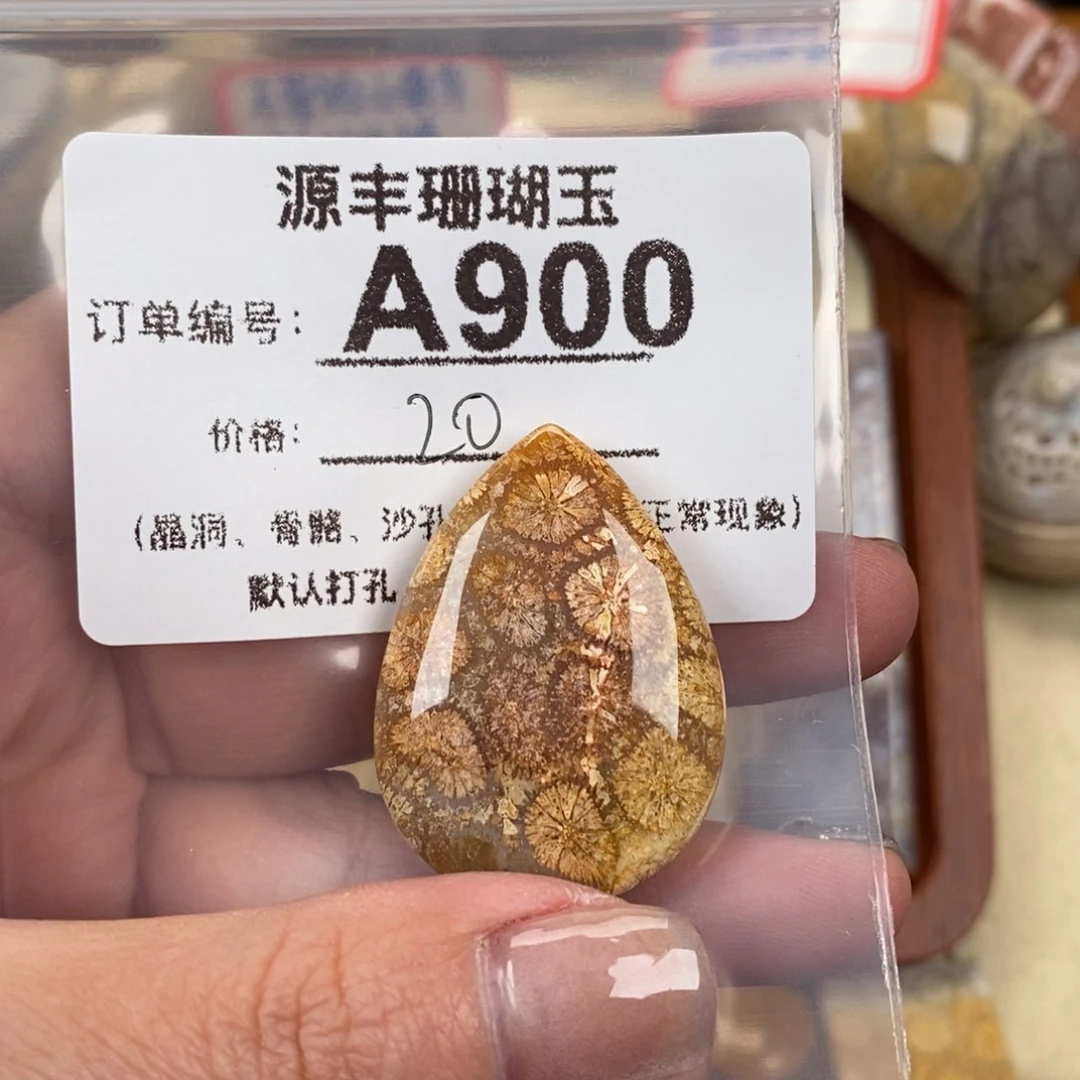 源丰珊瑚玉
订单编号: A900
价格: 20
(晶洞、骨骼、沙孔 正常现象)
默认打孔